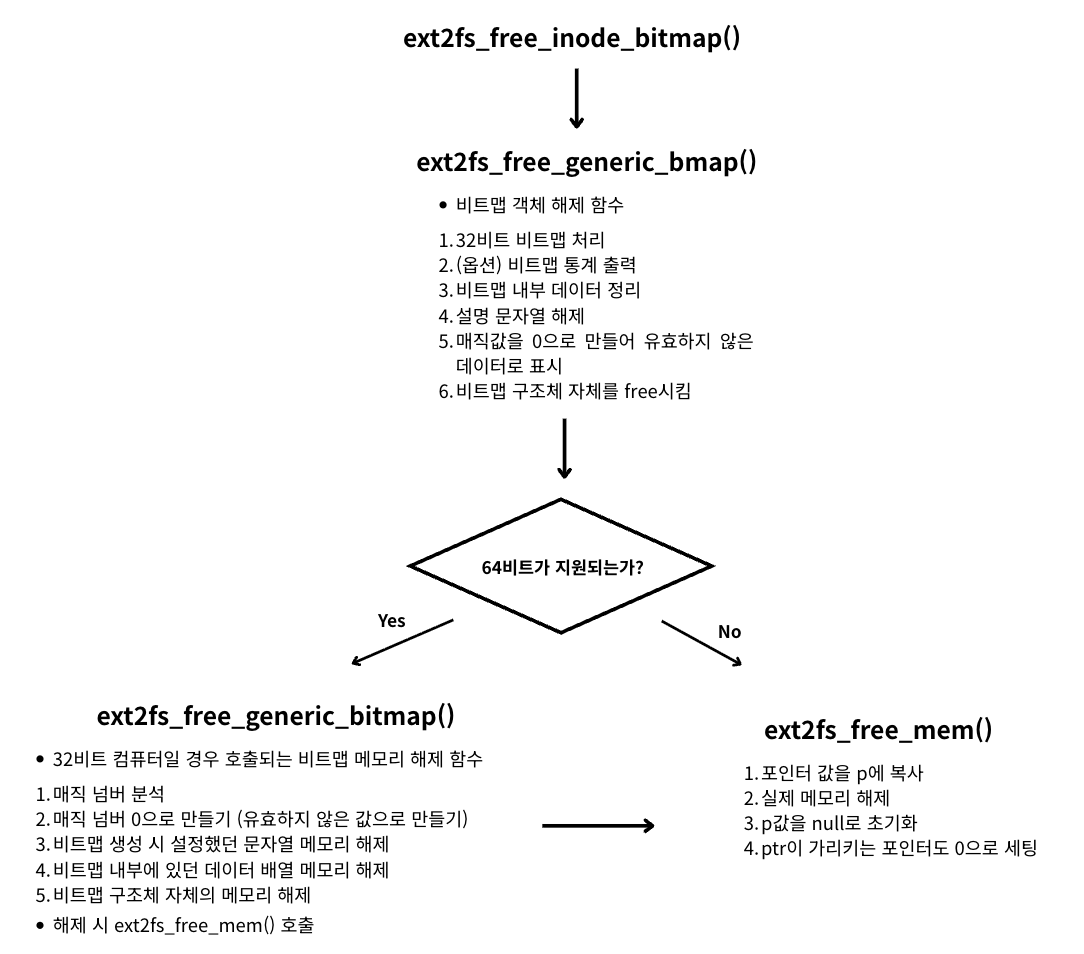 ext2fs_free_inode_bitmap()
ext2fs_free_generic_bmap()
• 비트맵 객체 해제 함수
1. 32비트 비트맵 처리
2. (옵션) 비트맵 통계 출력
3. 비트맵 내부 데이터 정리
4. 설명 문자열 해제
5. 매직값을 0으로 만들어 유효하지 않은
데이터로 표시
6. 비트맵 구조체 자체를 free시킴
64비트가 지원되는가?
Yes
No
ext2fs_free_generic_bitmap()
• 32비트 컴퓨터일 경우 호출되는 비트맵 메모리 해제 함수
1. 매직 넘버 분석
2. 매직 넘버 0으로 만들기 (유효하지 않은 값으로 만들기)
3. 비트맵 생성 시 설정했던 문자열 메모리 해제
4. 비트맵 내부에 있던 데이터 배열 메모리 해제
5. 비트맵 구조체 자체의 메모리 해제
• 해제 시 ext2fs_free_mem() 호출
ext2fs_free_mem()
1. 포인터 값을 p에 복사
2. 실제 메모리 해제
3. p값을 null로 초기화
4. ptr이 가리키는 포인터도 0으로 세팅